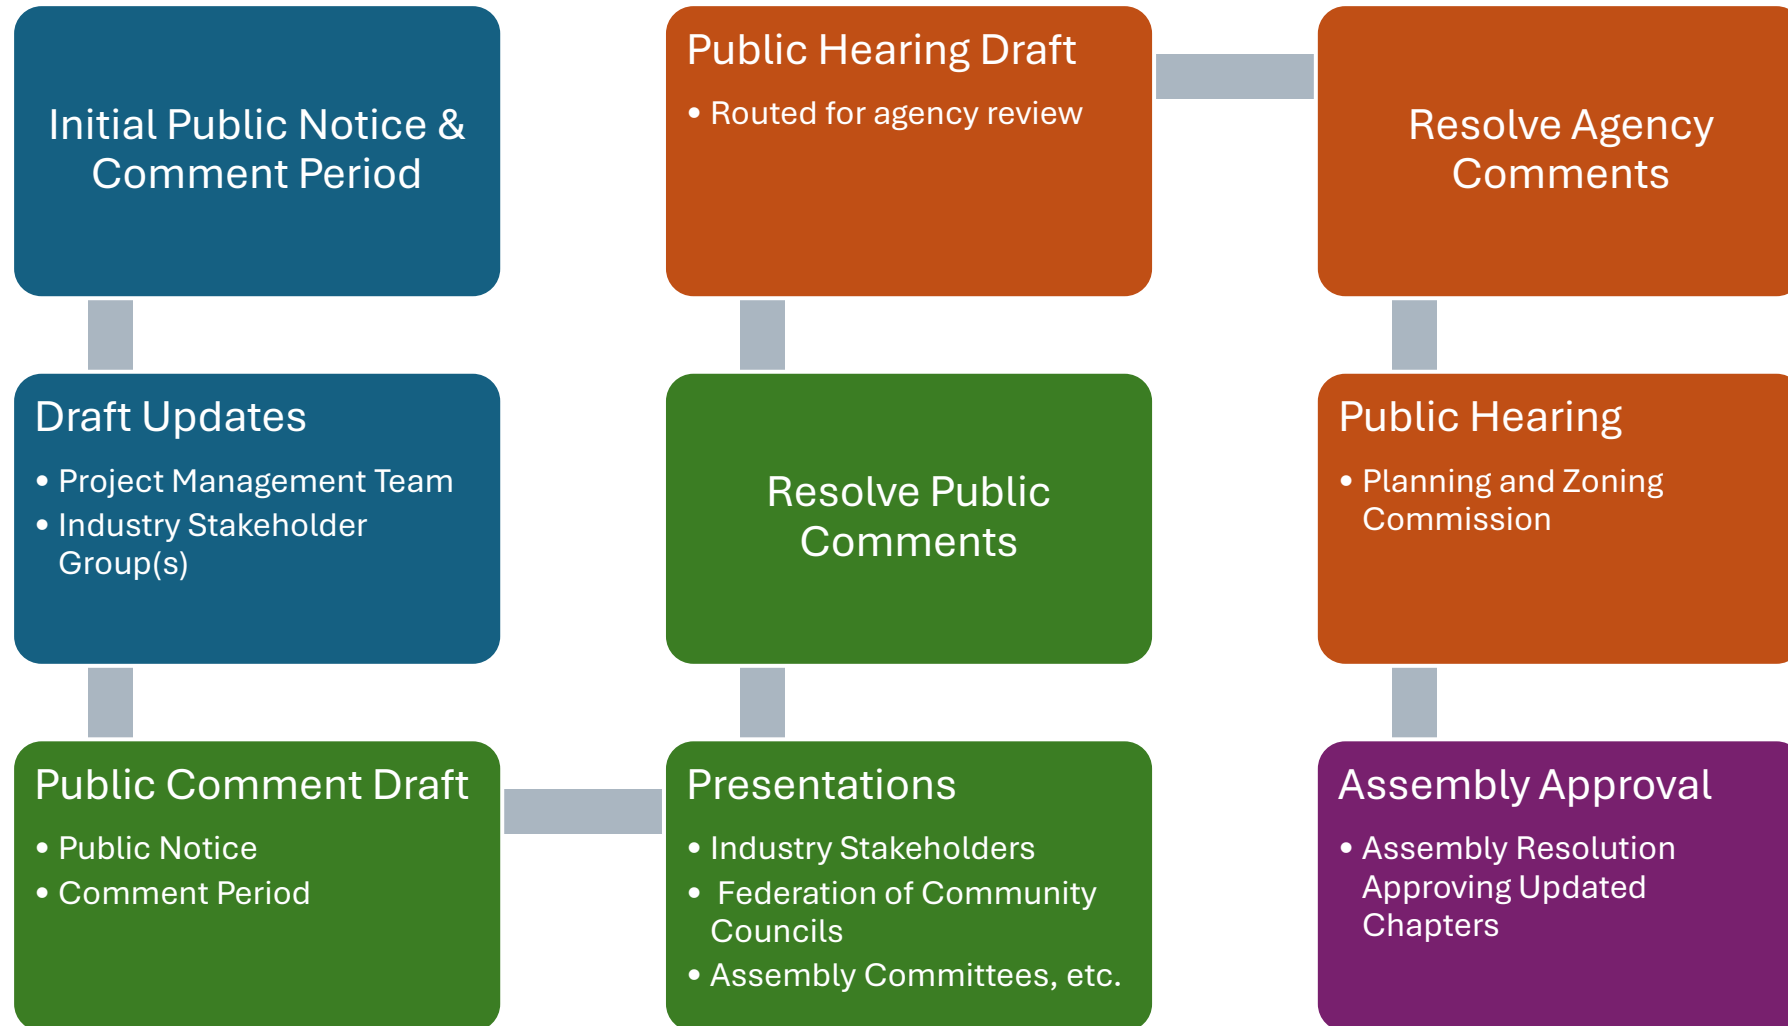 Initial Public Notice &
Comment Period
Draft Updates
• Project Management Team
• Industry Stakeholder
Group(s)
Public Comment Draft
• Public Notice
• Comment Period
Presentations
• Industry Stakeholders
• Federation of Community
Councils
• Assembly Committees, etc.
Resolve Public
Comments
Public Hearing Draft
• Routed for agency review
Resolve Agency
Comments
Public Hearing
• Planning and Zoning
Commission
Assembly Approval
• Assembly Resolution
Approving Updated
Chapters